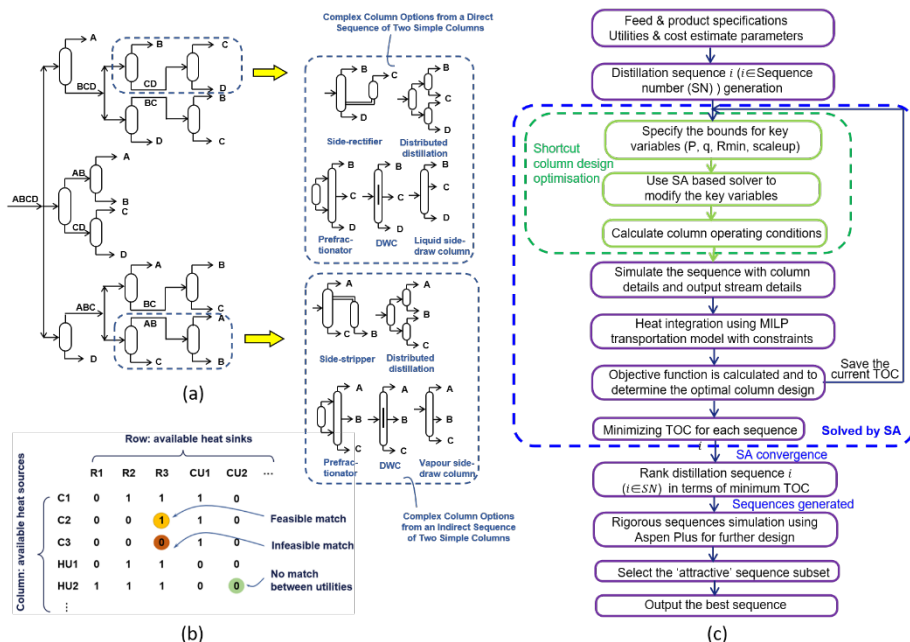 A
B
C
CD
D
BCD
BC
B
D
C
A
AB
B
ABCD
C
CD
D
A
B
ABC
BC
C
AB
A
D
C
B
(a)
Complex Column Options from a Direct
Sequence of Two Simple Columns
B
C
D
B
C
D
Side-rectifier
Distributed
distillation
B
C
D
B
C
D
B
C
D
Prefractionator
DWC
Liquid side-
draw column
A
C
B
A
B
C
Side-stripper
Distributed
distillation
A
B
C
A
B
C
A
B
C
Prefractionator
DWC
Vapour side-
draw column
Complex Column Options
from an Indirect Sequence
of Two Simple Columns
Row: available heat sinks
R1 R2 R3 CU1 CU2 ...
Column: available heat sources
C1 0 1 1 1 0
C2 0 0 1 1 0
C3 0 0 0 1 0
HU1 0 1 1 0 0
HU2 1 1 1 0 0
⋮
Feasible match
Infeasible match
No match
between utilities
(b)
(c)
Feed & product specifications
Utilities & cost estimate parameters
Distillation sequence i (i∈Sequence
number (SN) ) generation
Shortcut
column design
optimisation
Specify the bounds for key
variables (P, q, Rmin, scaleup)
Use SA based solver to
modify the key variables
Calculate column operating conditions
Simulate the sequence with column
details and output stream details
Heat integration using MILP
transportation model with constraints
Objective function is calculated and to
determine the optimal column design
Save the
current TOC
Minimizing TOC for each sequence
Solved by SA
SA convergence
Rank distillation sequence i
(i∈SN) in terms of minimum TOC
Sequences generated
Rigorous sequences simulation using
Aspen Plus for further design
Select the 'attractive' sequence subset
Output the best sequence